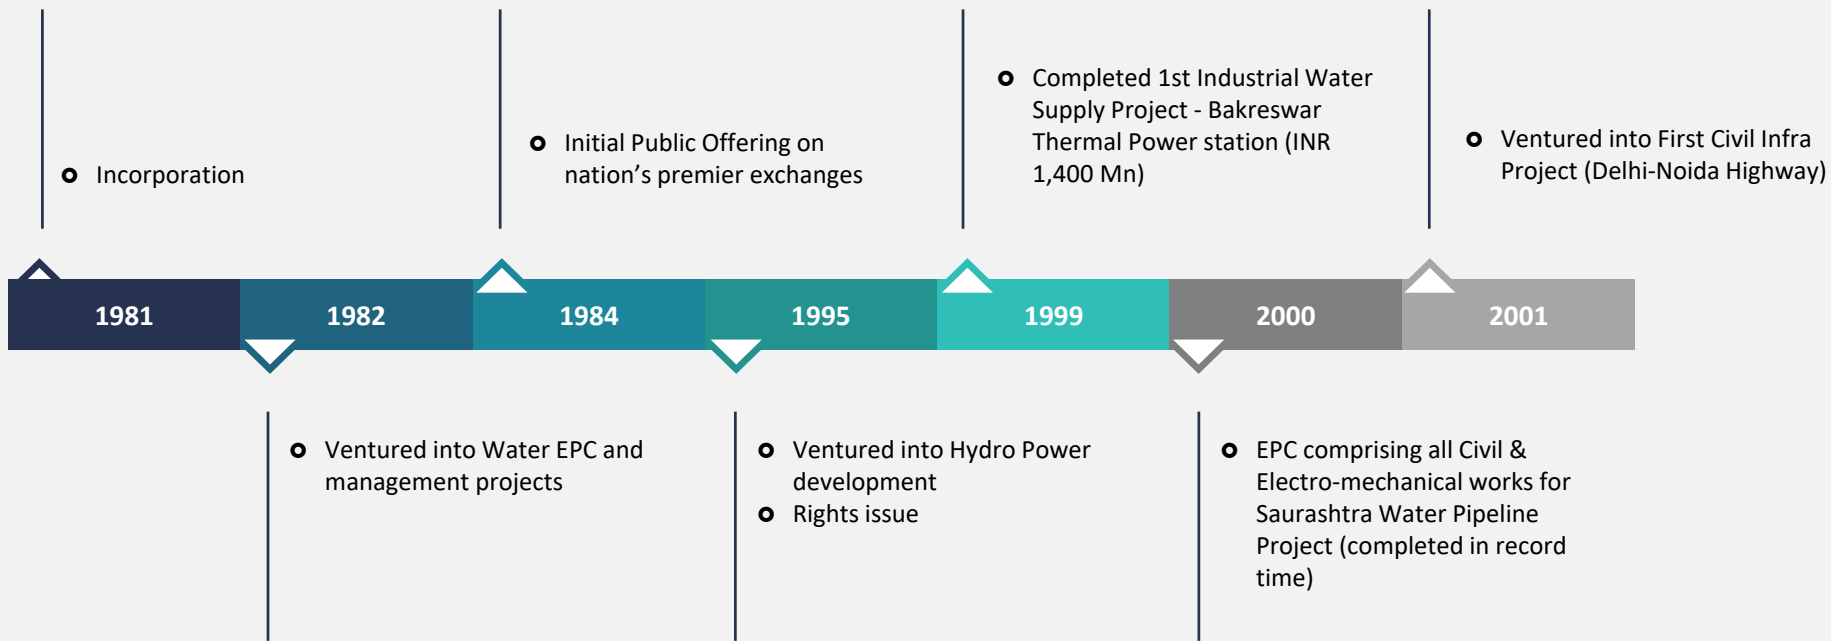 Incorporation
Initial Public Offering on
nation’s premier exchanges
Completed 1st Industrial Water
Supply Project - Bakreswar
Thermal Power station (INR
1,400 Mn)
Ventured into First Civil Infra
Project (Delhi-Noida Highway)
1981
1982
1984
1995
1999
2000
2001
Ventured into Water EPC and
management projects
Ventured into Hydro Power
development
Rights issue
EPC comprising all Civil &
Electro-mechanical works for
Saurashtra Water Pipeline
Project (completed in record
time)